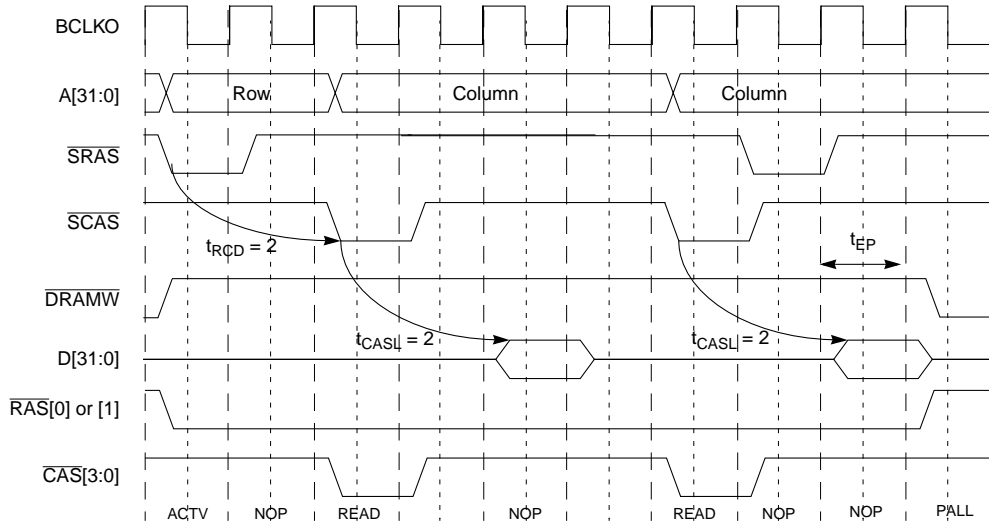 BCLKO
A[31:0] Row Column Column
SRAS
SCAS
tRCD = 2
tEP
DRAMW
tCASL = 2 tCASL = 2
D[31:0]
RAS[0] or [1]
CAS[3:0]
ACTV NOP READ NOP READ NOP NOP PALL